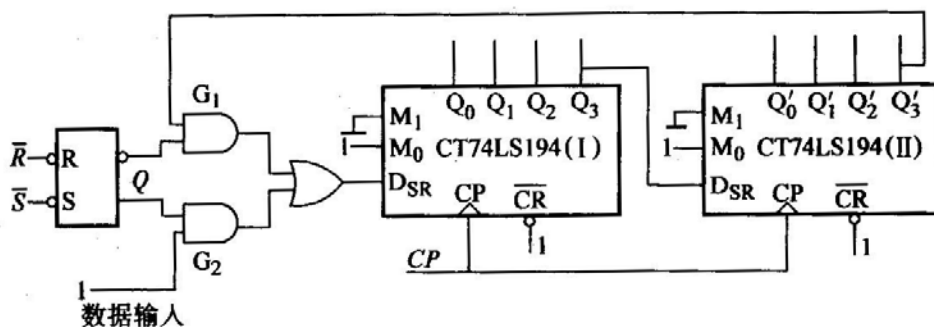 G₁
Q₀ Q₁ Q₂ Q₃
Q′₀ Q′₁ Q′₂ Q′₃
M₁
1 M₀ CT74LS194(I)
D_SR CP C̅R̅
1
M₁
1 M₀ CT74LS194(II)
D_SR CP C̅R̅
1
R̅ R
S̅ S
Q
G₂
CP
1
数据输入